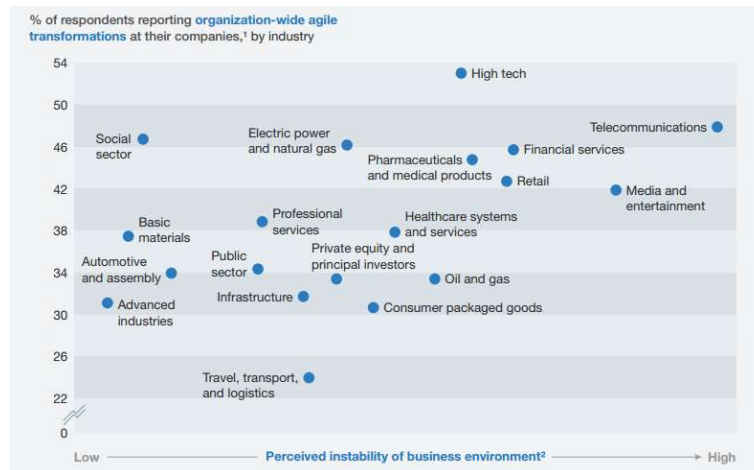 % of respondents reporting organization-wide agile
transformations at their companies,¹ by industry
54
50
46
42
38
34
30
26
22
0
High tech
Telecommunications
Social
sector
Electric power
and natural gas
Financial services
Pharmaceuticals
and medical products
Retail
Media and
entertainment
Professional
services
Healthcare systems
and services
Basic
materials
Automotive
and assembly
Public
sector
Private equity and
principal investors
Oil and gas
Infrastructure
Advanced
industries
Consumer packaged goods
Travel, transport,
and logistics
Low
Perceived instability of business environment²
High